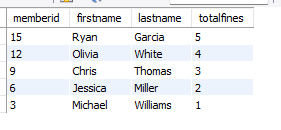 memberid firstname lastname totalfines
15 Ryan Garcia 5
12 Olivia White 4
9 Chris Thomas 3
6 Jessica Miller 2
3 Michael Williams 1